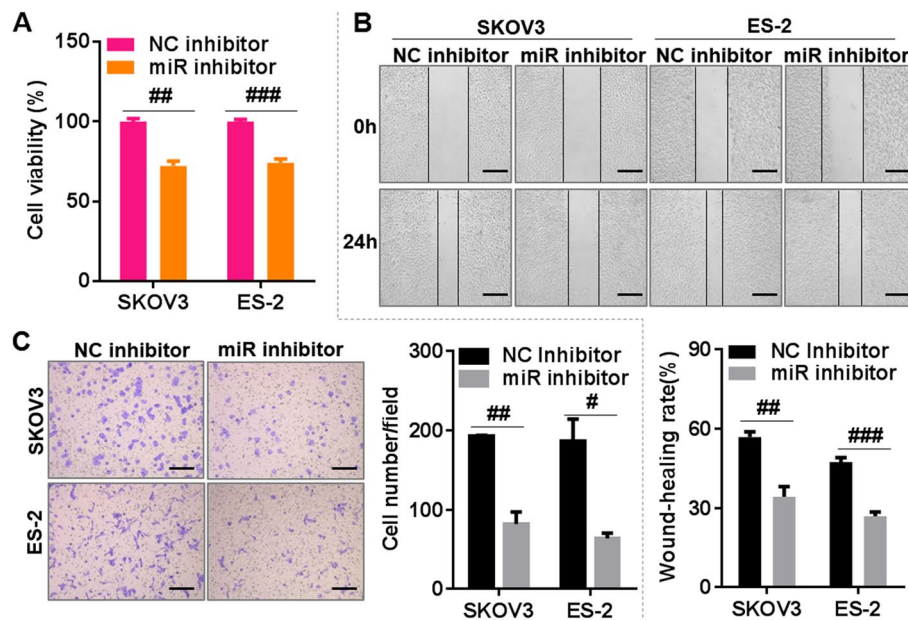 A
150
100
50
0
Cell viability (%)
NC inhibitor
miR inhibitor
##
###
SKOV3
ES-2
B
SKOV3
ES-2
NC inhibitor
miR inhibitor
NC inhibitor
miR inhibitor
0h
24h
C
NC inhibitor
miR inhibitor
SKOV3
ES-2
300
200
100
0
Cell number/field
NC Inhibitor
miR inhibitor
##
#
SKOV3
ES-2
90
60
30
0
Wound-healing rate(%)
NC Inhibitor
miR inhibitor
##
###
SKOV3
ES-2